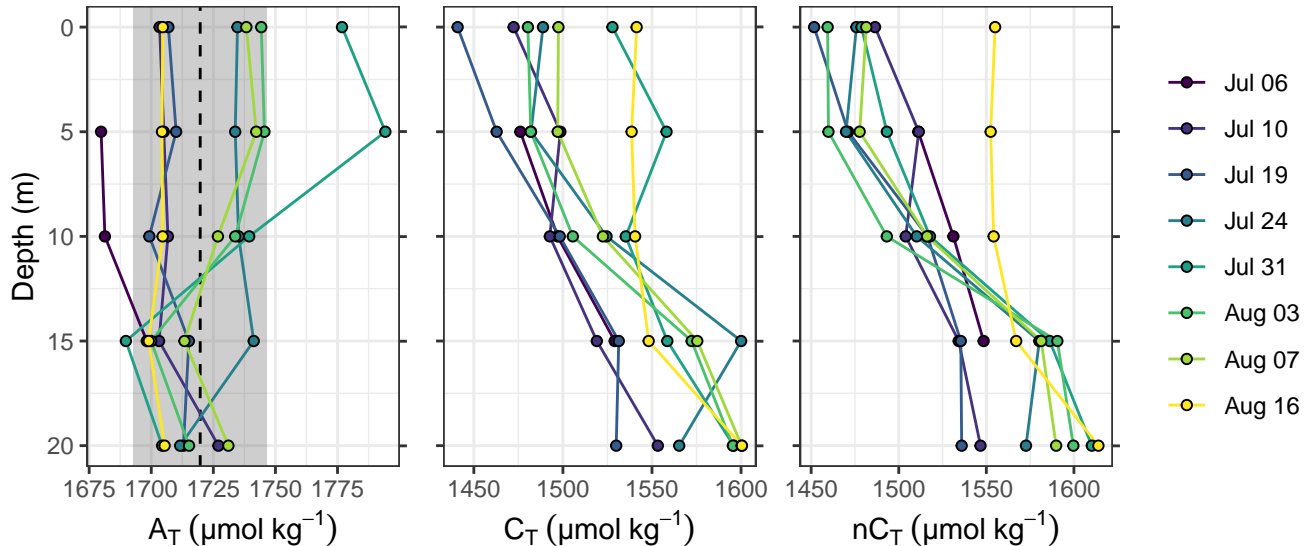 Depth (m)
0
5
10
15
20
1675
1700
1725
1750
1775
A_T (μmol kg⁻¹)
1450
1500
1550
1600
C_T (μmol kg⁻¹)
1450
1500
1550
1600
nC_T (μmol kg⁻¹)
Jul 06
Jul 10
Jul 19
Jul 24
Jul 31
Aug 03
Aug 07
Aug 16